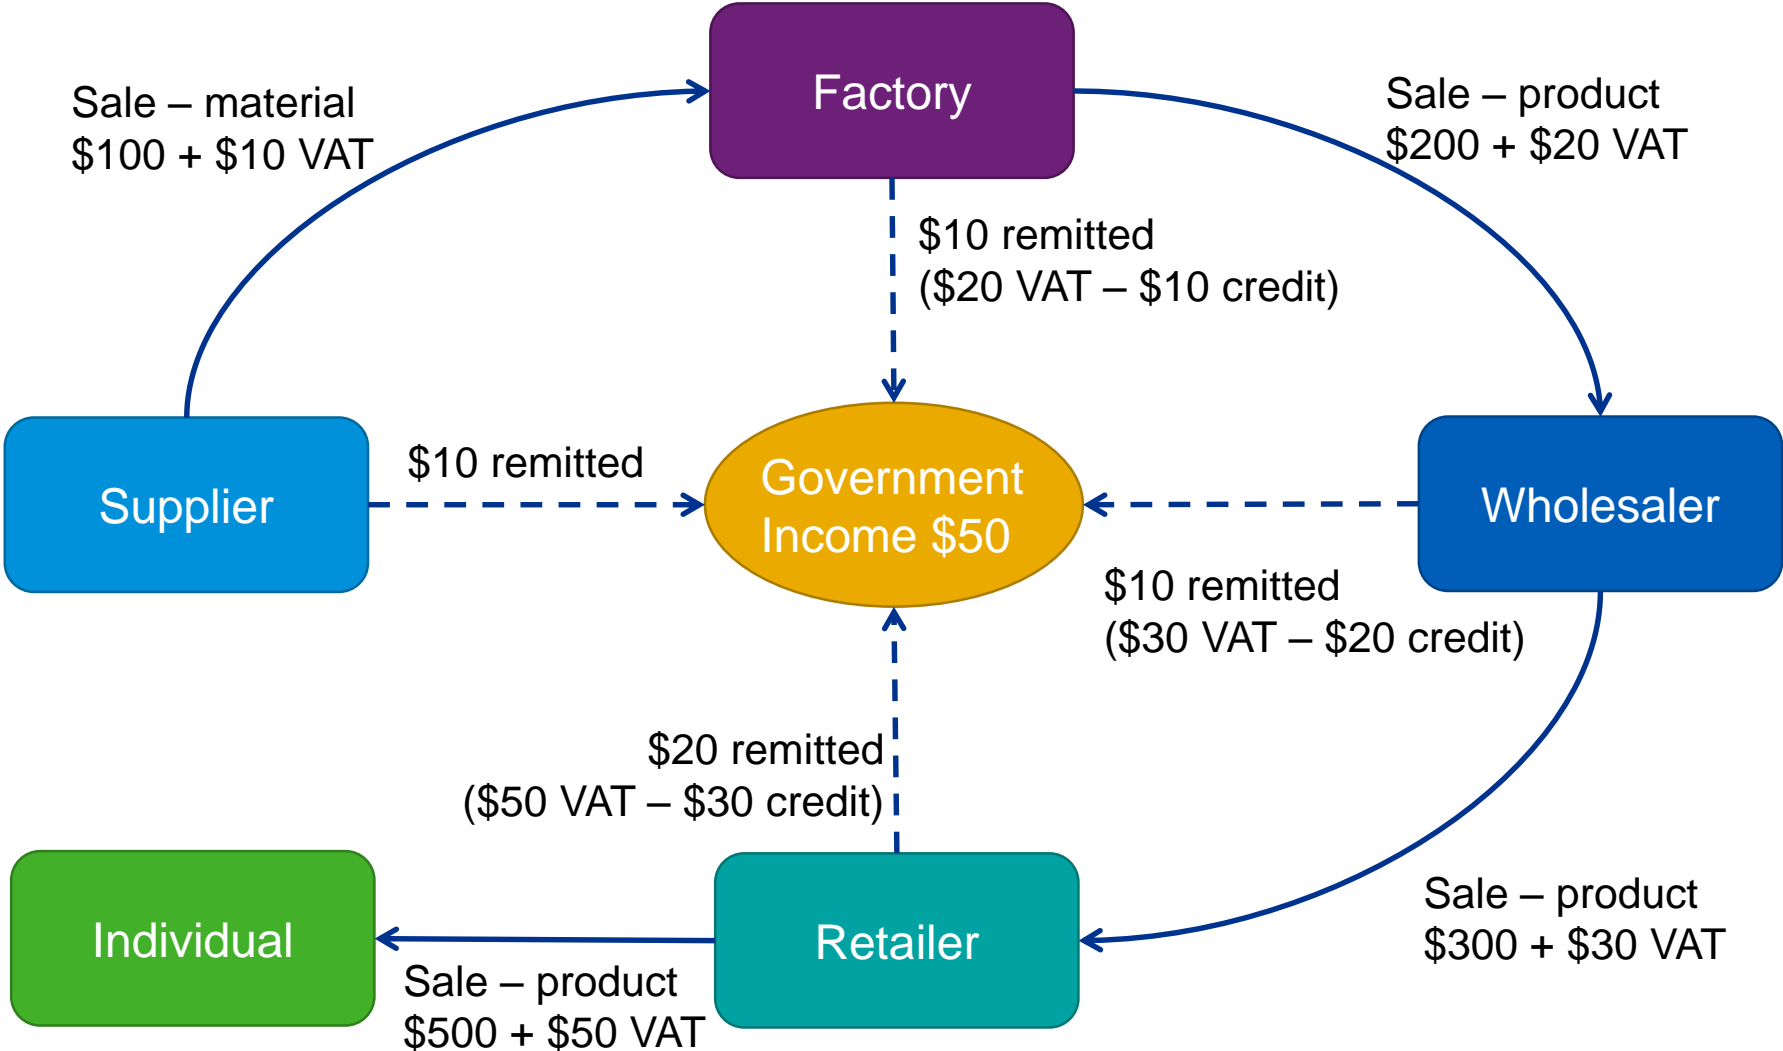 Factory
Sale – material
$100 + $10 VAT
Sale – product
$200 + $20 VAT
$10 remitted
($20 VAT – $10 credit)
Supplier
$10 remitted
Government
Income $50
Wholesaler
$10 remitted
($30 VAT – $20 credit)
$20 remitted
($50 VAT – $30 credit)
Individual
Retailer
Sale – product
$300 + $30 VAT
Sale – product
$500 + $50 VAT